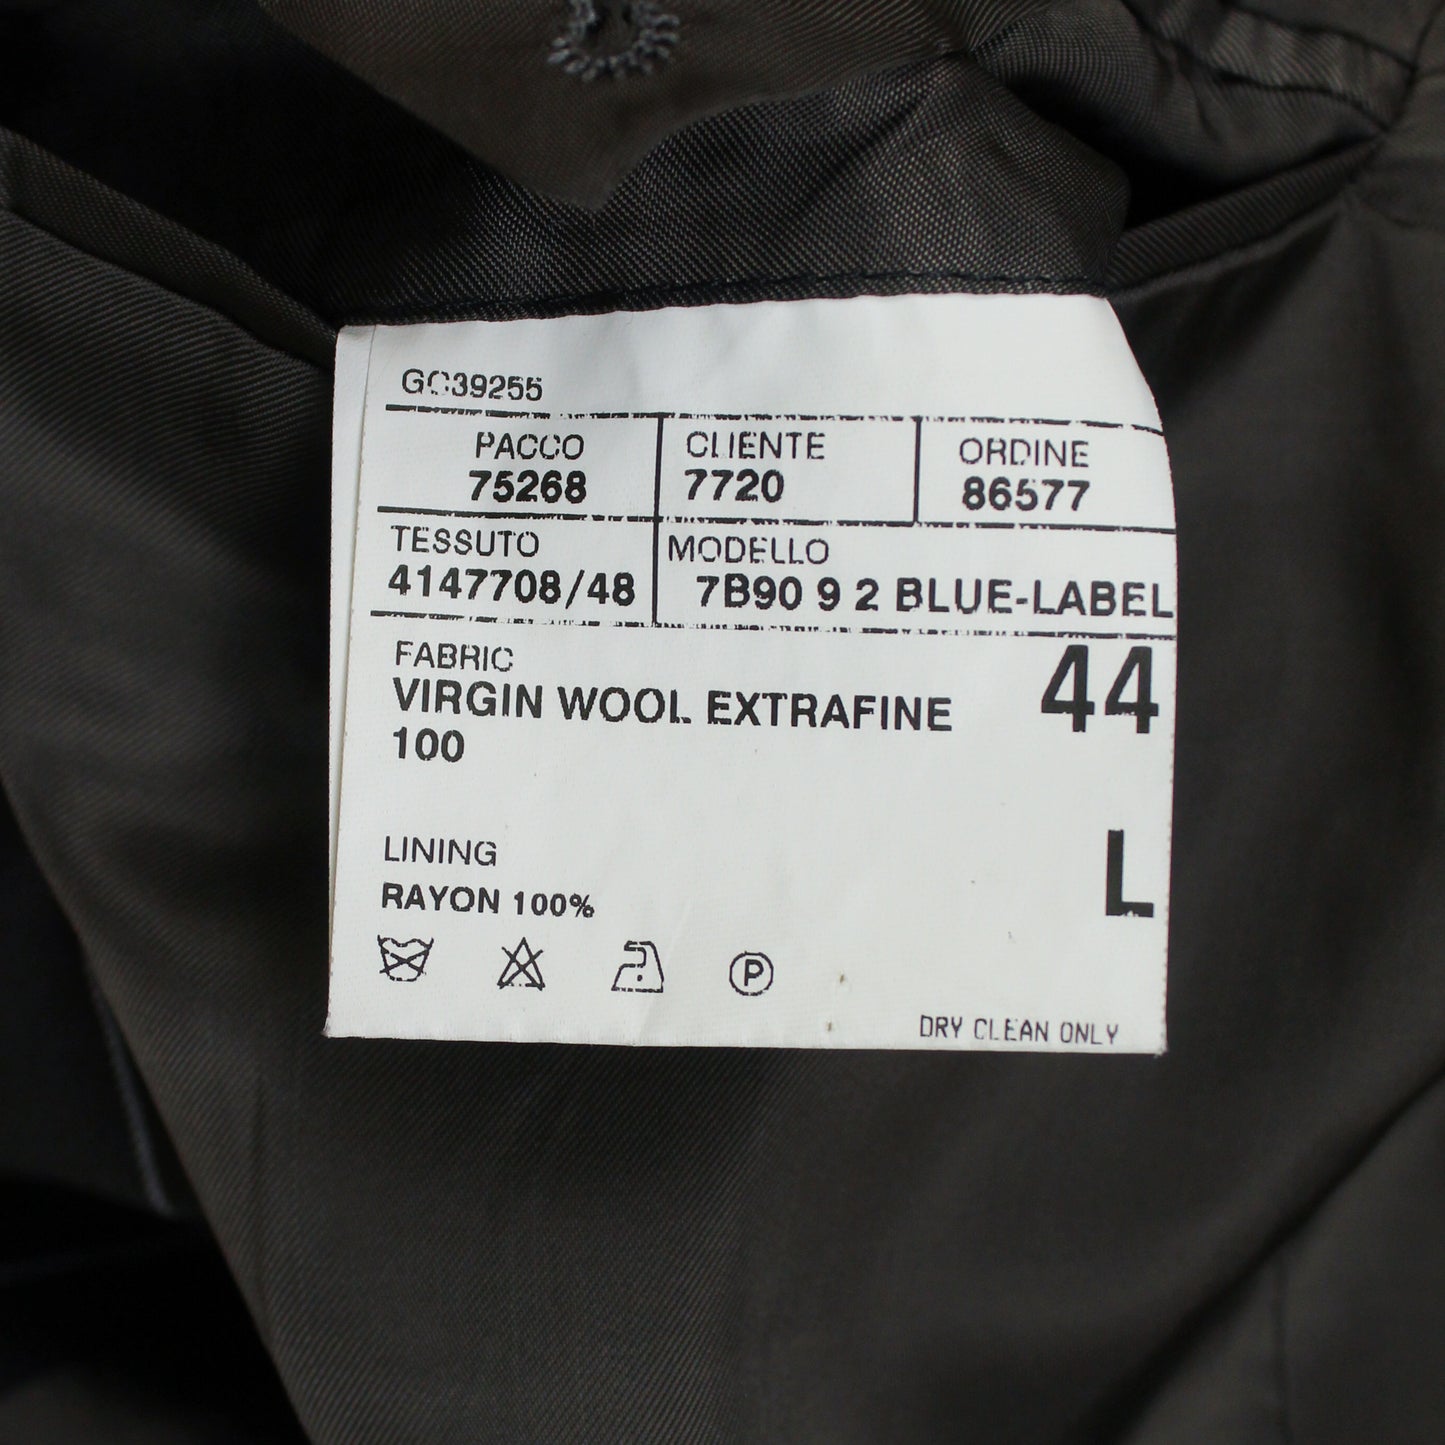 GC39255
PACCO CLIENTE ORDINE
75268 7720 86577
TESSUTO MODELLO
4147708/48 7B90 9 2 BLUE-LABEL
FABRIC
VIRGIN WOOL EXTRAFINE
100
44
LINING
RAYON 100%
L
P
DRY CLEAN ONLY